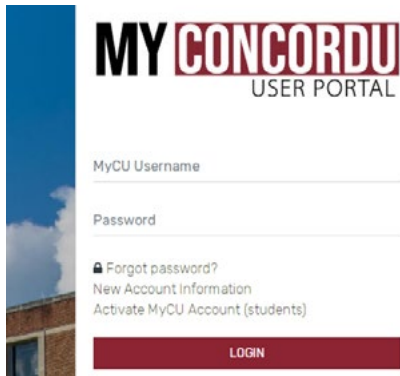 MY CONCORDU
USER PORTAL
MyCU Username
Password
Forgot password?
New Account Information
Activate MyCU Account (students)
LOGIN